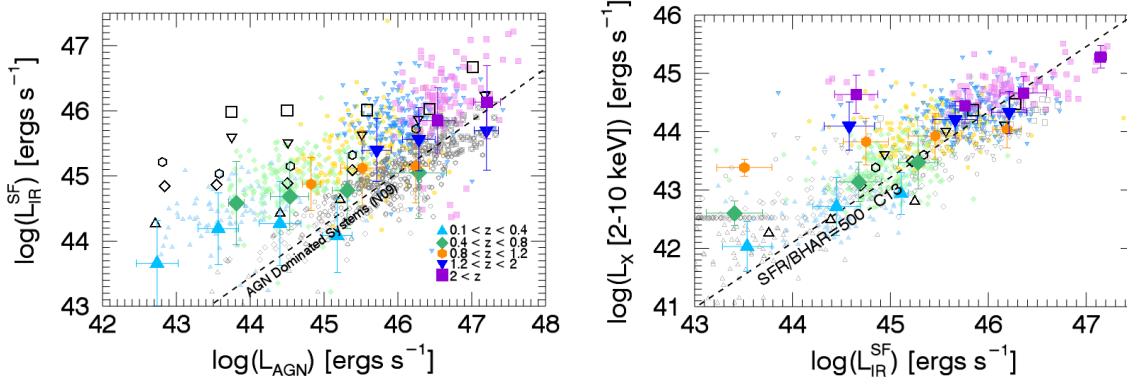 47
46
45
44
43
log(L_IR^SF) [ergs s^-1]
AGN Dominated Systems (N09)
0.1 < z < 0.4
0.4 < z < 0.8
0.8 < z < 1.2
1.2 < z < 2
2 < z
42 43 44 45 46 47 48
log(L_AGN) [ergs s^-1]
46
45
44
43
42
41
log(L_X [2-10 keV]) [ergs s^-1]
SFR/BHAR=500 - C13
43 44 45 46 47
log(L_IR^SF) [ergs s^-1]